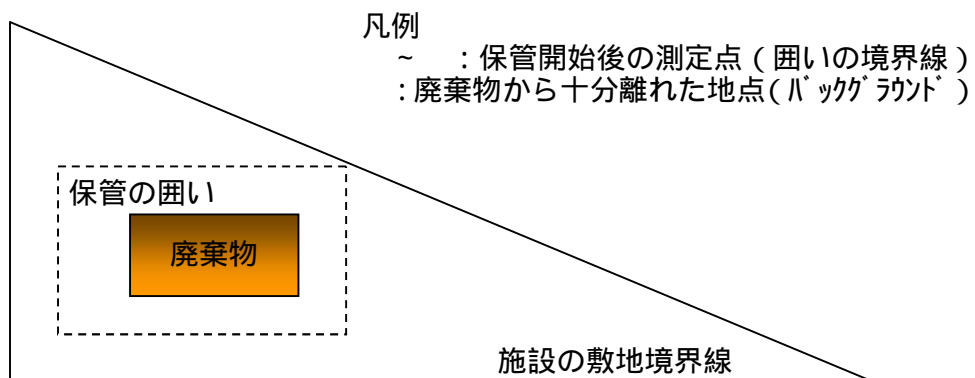 凡例
~ : 保管開始後の測定点 ( 囲いの境界線 )
: 廃棄物から十分離れた地点(ﾊﾞｯｸｸﾞﾗｳﾝﾄﾞ)
保管の囲い
廃棄物
施設の敷地境界線